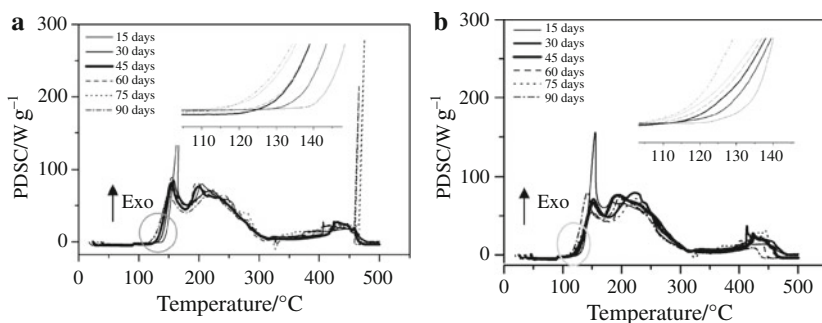 a
300
15 days
30 days
45 days
60 days
75 days
90 days
200
100
0
PDSC/W g−1
110 120 130 140
Exo
0 100 200 300 400 500
Temperature/°C
b
300
15 days
30 days
45 days
60 days
75 days
90 days
200
100
0
PDSC/W g−1
110 120 130 140
Exo
0 100 200 300 400 500
Temperature/°C